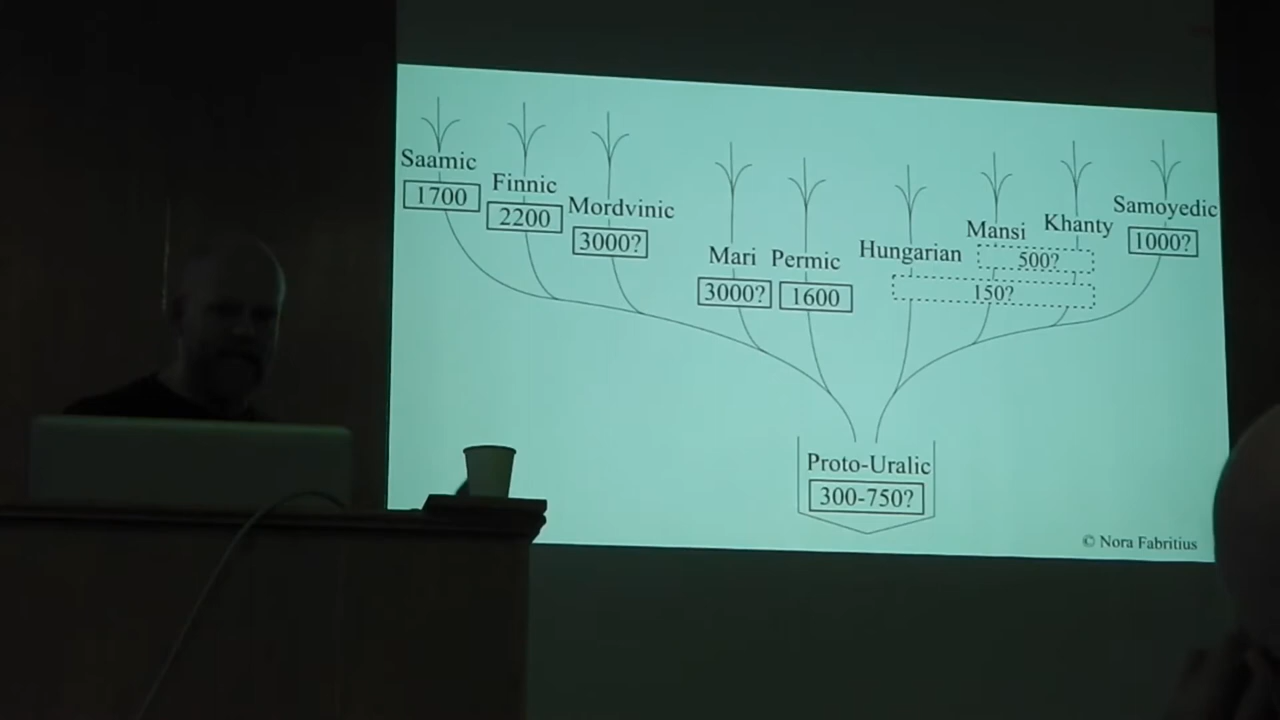 Saamic
1700
Finnic
2200
Mordvinic
3000?
Mari
3000?
Permic
1600
Hungarian
Mansi
Khanty
500?
150?
Samoyedic
1000?
Proto-Uralic
300-750?
© Nora Fabritius